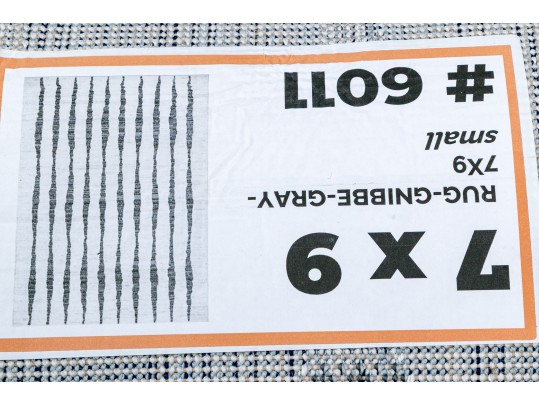 7 x 9
RUG-GNIBBE-GRAY-
7X9
small
# 6011